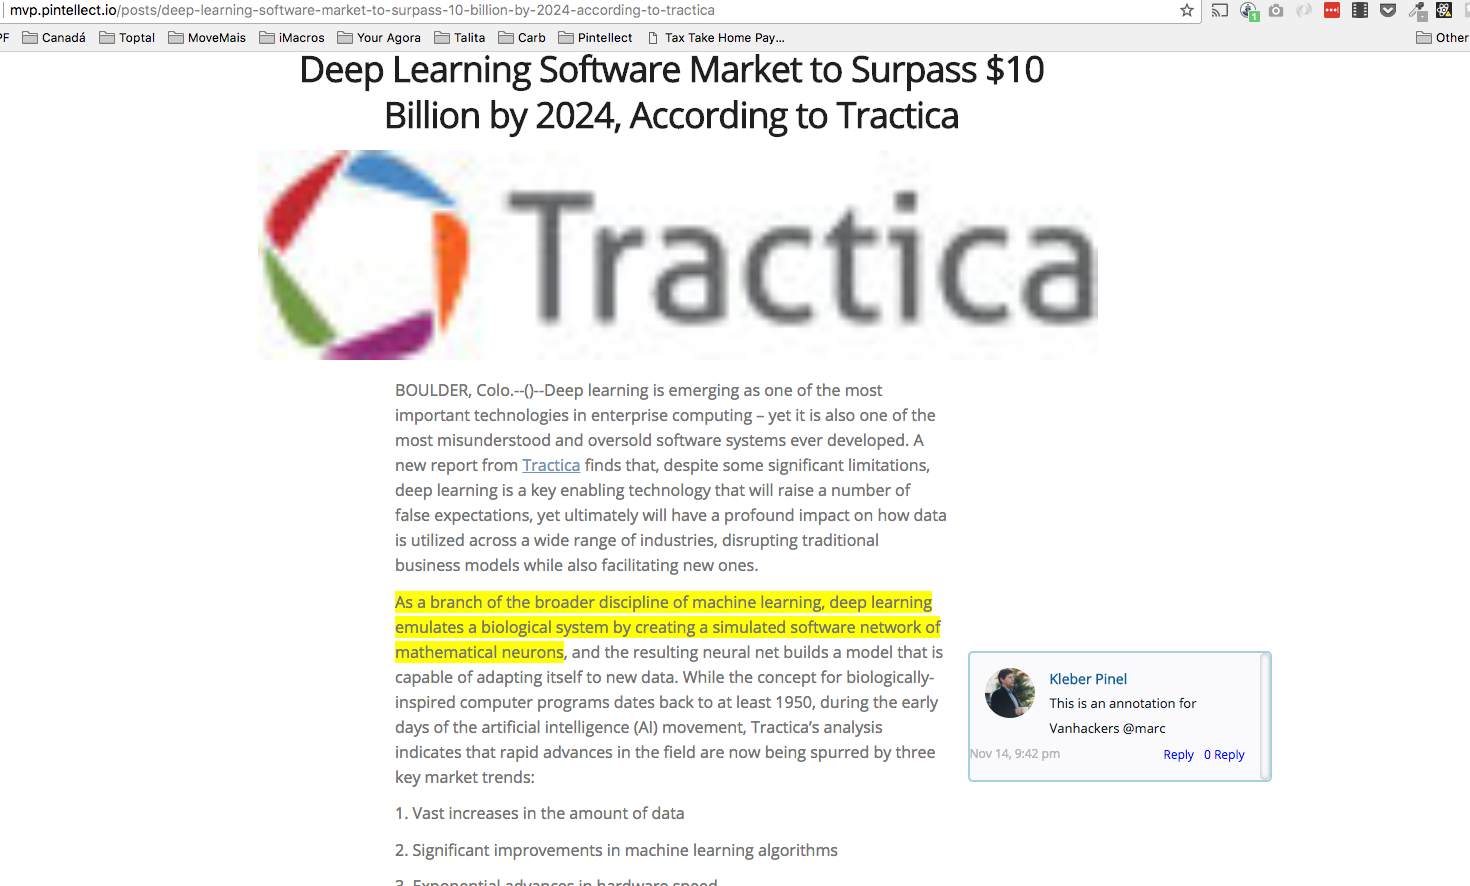 mvp.pintellect.io/posts/deep-learning-software-market-to-surpass-10-billion-by-2024-according-to-tractica
PF Canadá Toptal MoveMais iMacros Your Agora Talita Carb Pintellect Tax Take Home Pay... Other
1
Deep Learning Software Market to Surpass $10
Billion by 2024, According to Tractica
Tractica
BOULDER, Colo.--()--Deep learning is emerging as one of the most
important technologies in enterprise computing – yet it is also one of the
most misunderstood and oversold software systems ever developed. A
new report from Tractica finds that, despite some significant limitations,
deep learning is a key enabling technology that will raise a number of
false expectations, yet ultimately will have a profound impact on how data
is utilized across a wide range of industries, disrupting traditional
business models while also facilitating new ones.
As a branch of the broader discipline of machine learning, deep learning
emulates a biological system by creating a simulated software network of
mathematical neurons, and the resulting neural net builds a model that is
capable of adapting itself to new data. While the concept for biologically-
inspired computer programs dates back to at least 1950, during the early
days of the artificial intelligence (AI) movement, Tractica's analysis
indicates that rapid advances in the field are now being spurred by three
key market trends:
1. Vast increases in the amount of data
2. Significant improvements in machine learning algorithms
3. Exponential advances in hardware speed
Kleber Pinel
This is an annotation for
Vanhackers @marc
Nov 14, 9:42 pm Reply 0 Reply